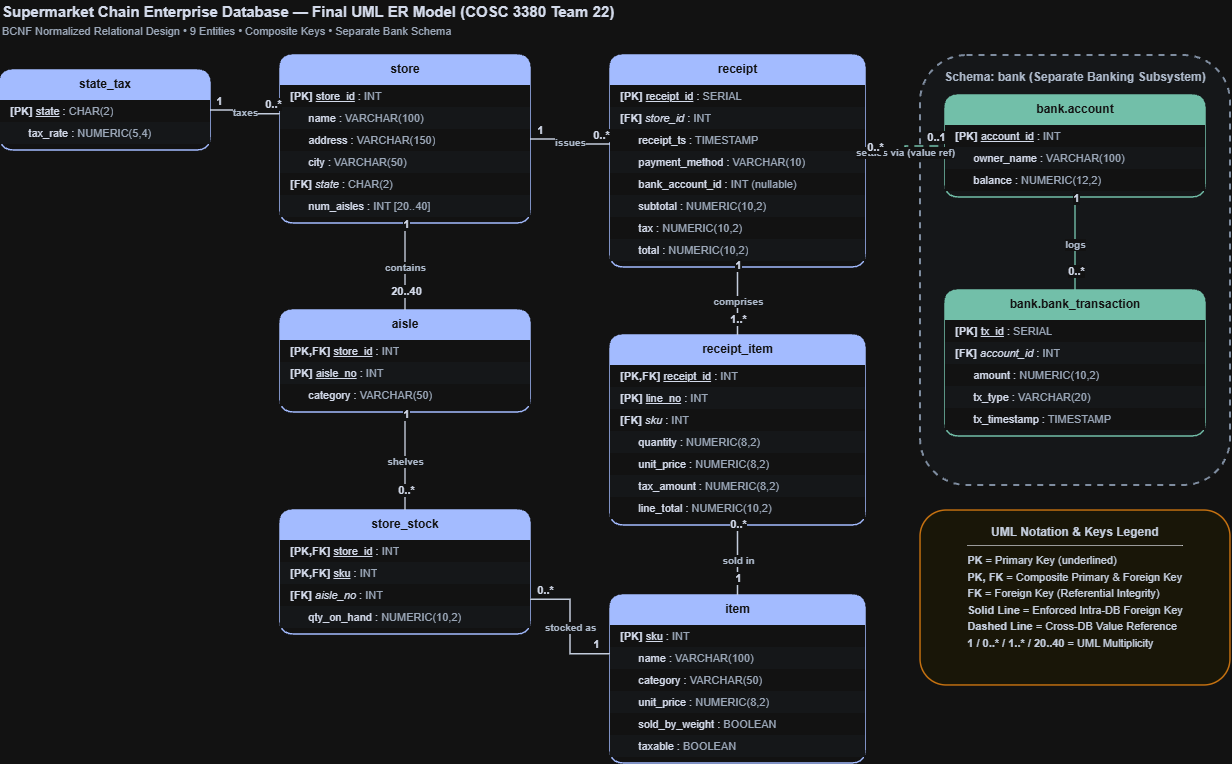 Supermarket Chain Enterprise Database — Final UML ER Model (COSC 3380 Team 22)
BCNF Normalized Relational Design • 9 Entities • Composite Keys • Separate Bank Schema
state_tax
[PK] state : CHAR(2)
tax_rate : NUMERIC(5,4)
1
taxes
0..*
store
[PK] store_id : INT
name : VARCHAR(100)
address : VARCHAR(150)
city : VARCHAR(50)
[FK] state : CHAR(2)
num_aisles : INT [20..40]
1
issues
0..*
receipt
[PK] receipt_id : SERIAL
[FK] store_id : INT
receipt_ts : TIMESTAMP
payment_method : VARCHAR(10)
bank_account_id : INT (nullable)
subtotal : NUMERIC(10,2)
tax : NUMERIC(10,2)
total : NUMERIC(10,2)
0..*
via (value ref)
0..1
Schema: bank (Separate Banking Subsystem)
bank.account
[PK] account_id : INT
owner_name : VARCHAR(100)
balance : NUMERIC(12,2)
1
logs
0..*
bank.bank_transaction
[PK] tx_id : SERIAL
[FK] account_id : INT
amount : NUMERIC(10,2)
tx_type : VARCHAR(20)
tx_timestamp : TIMESTAMP
1
contains
20..40
aisle
[PK,FK] store_id : INT
[PK] aisle_no : INT
category : VARCHAR(50)
1
shelves
0..*
store_stock
[PK,FK] store_id : INT
[PK,FK] sku : INT
[FK] aisle_no : INT
qty_on_hand : NUMERIC(10,2)
0..*
stocked as
1
1
comprises
1..*
receipt_item
[PK,FK] receipt_id : INT
[PK] line_no : INT
[FK] sku : INT
quantity : NUMERIC(8,2)
unit_price : NUMERIC(8,2)
tax_amount : NUMERIC(8,2)
line_total : NUMERIC(10,2)
0..*
sold in
1
item
[PK] sku : INT
name : VARCHAR(100)
category : VARCHAR(50)
unit_price : NUMERIC(8,2)
sold_by_weight : BOOLEAN
taxable : BOOLEAN
UML Notation & Keys Legend
PK = Primary Key (underlined)
PK, FK = Composite Primary & Foreign Key
FK = Foreign Key (Referential Integrity)
Solid Line = Enforced Intra-DB Foreign Key
Dashed Line = Cross-DB Value Reference
1 / 0..* / 1..* / 20..40 = UML Multiplicity